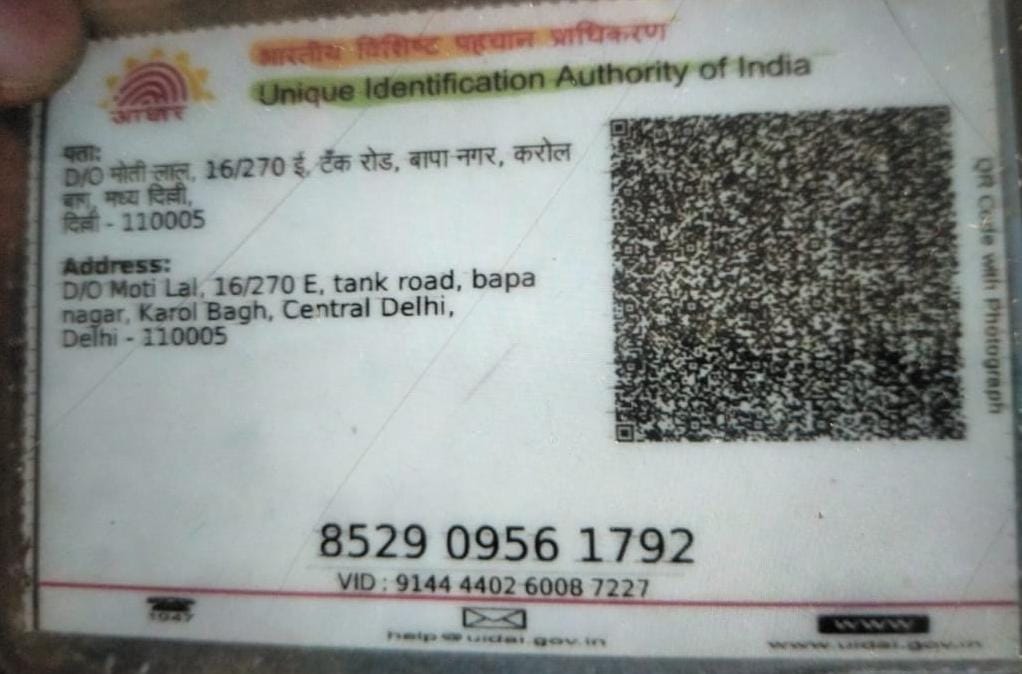 भारतीय विशिष्ट पहचान प्राधिकरण
Unique Identification Authority of India
आधार
पता:
D/O मोती लाल, 16/270 ई, टैंक रोड, बापा नगर, करोल
बाग, मध्य दिल्ली,
दिल्ली - 110005
Address:
D/O Moti Lal, 16/270 E, tank road, bapa
nagar, Karol Bagh, Central Delhi,
Delhi - 110005
QR Code with Photograph
8529 0956 1792
VID : 9144 4402 6008 7227
1947
help@uidai.gov.in
WWW
www.uidai.gov.in